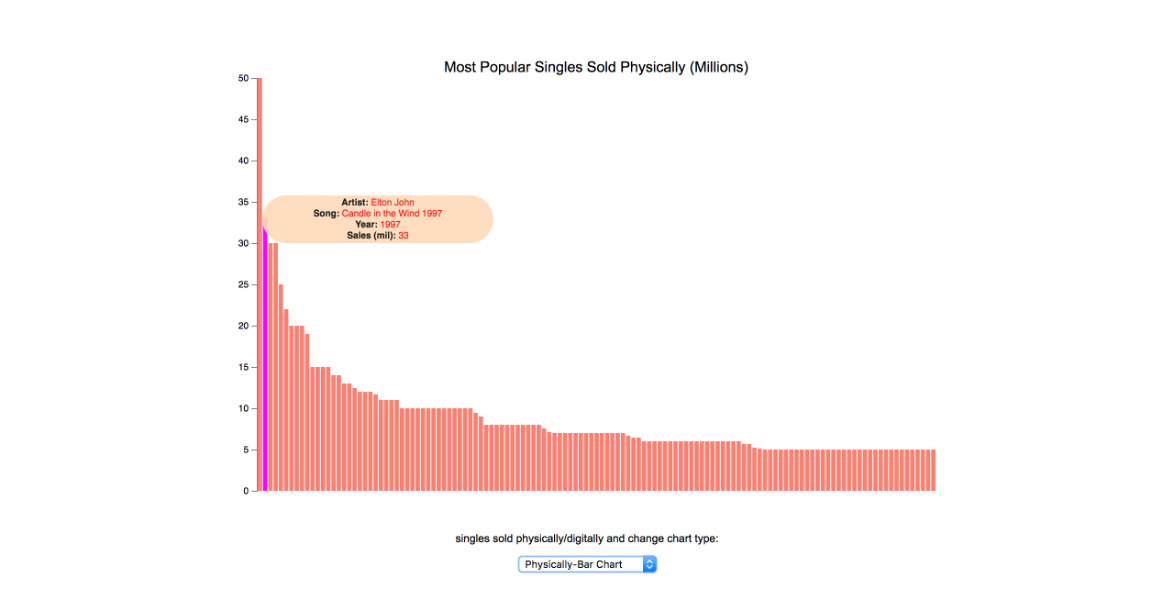 Most Popular Singles Sold Physically (Millions)
50
45
40
35
30
25
20
15
10
5
0
Artist: Elton John
Song: Candle in the Wind 1997
Year: 1997
Sales (mil): 33
singles sold physically/digitally and change chart type:
Physically-Bar Chart